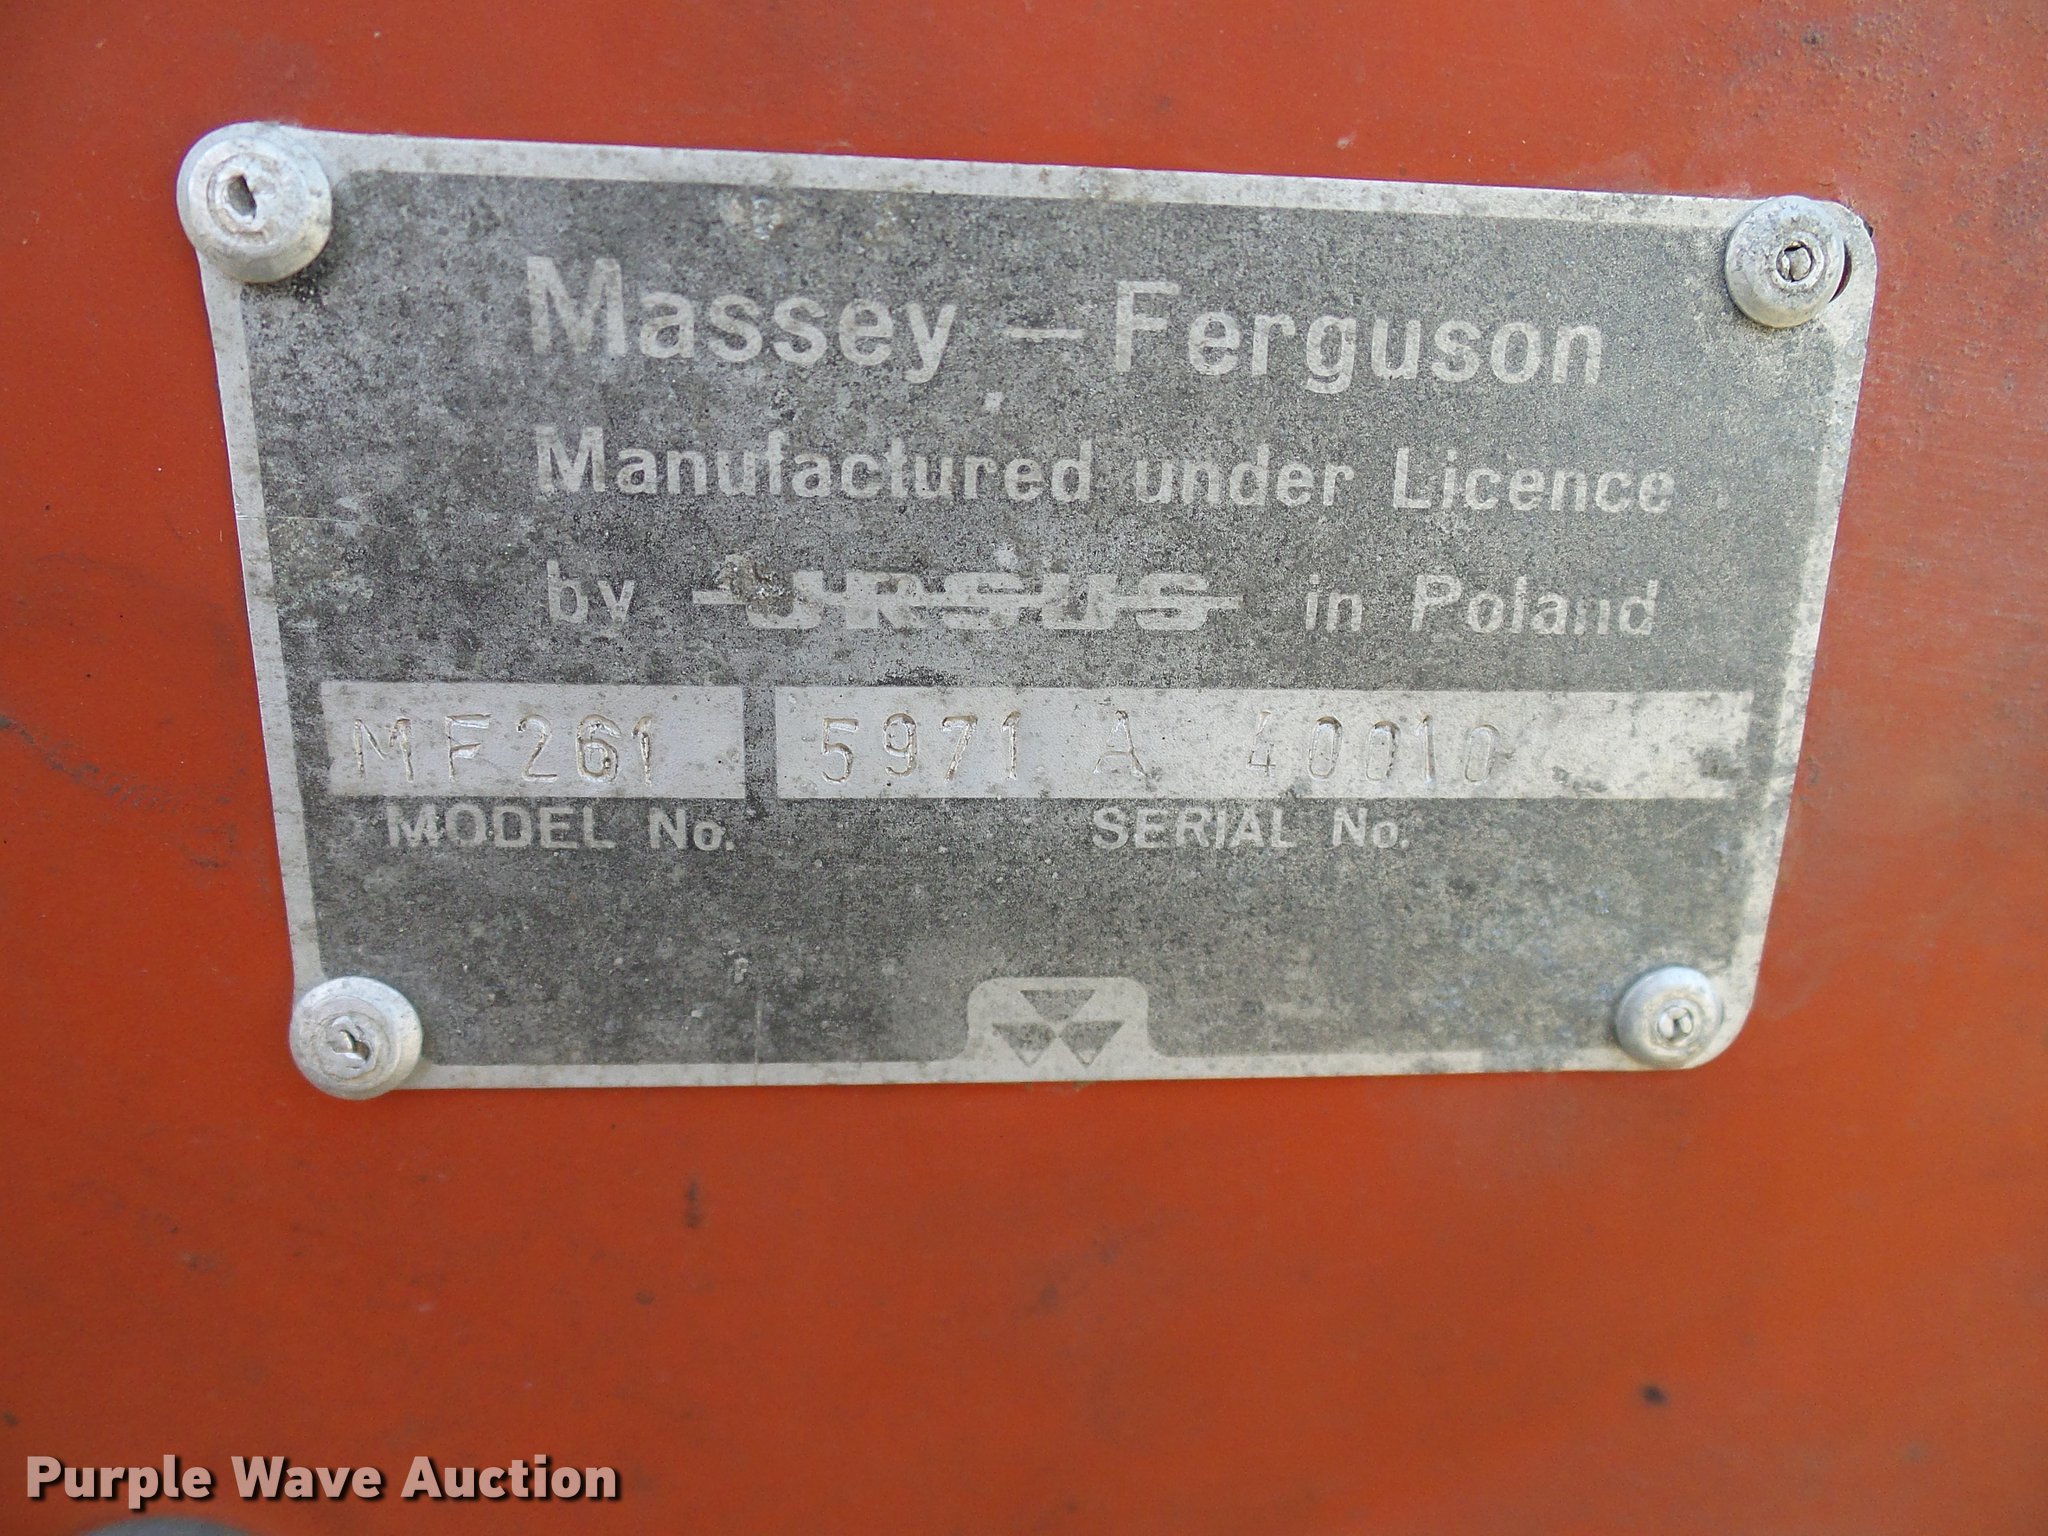 Massey-Ferguson
Manufactured under Licence
by URSUS in Poland
MF261 5971 A 40010
MODEL No. SERIAL No.
Purple Wave Auction